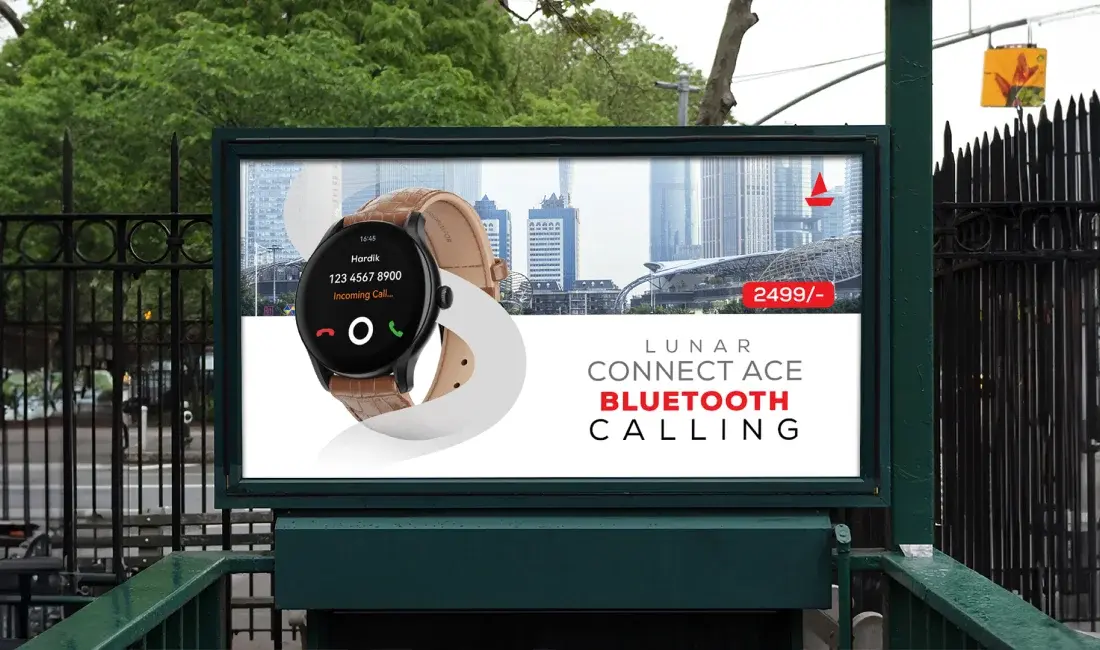 16:45
Hardik
123 4567 8900
Incoming Call...
2499/-
LUNAR
CONNECT ACE
BLUETOOTH
CALLING